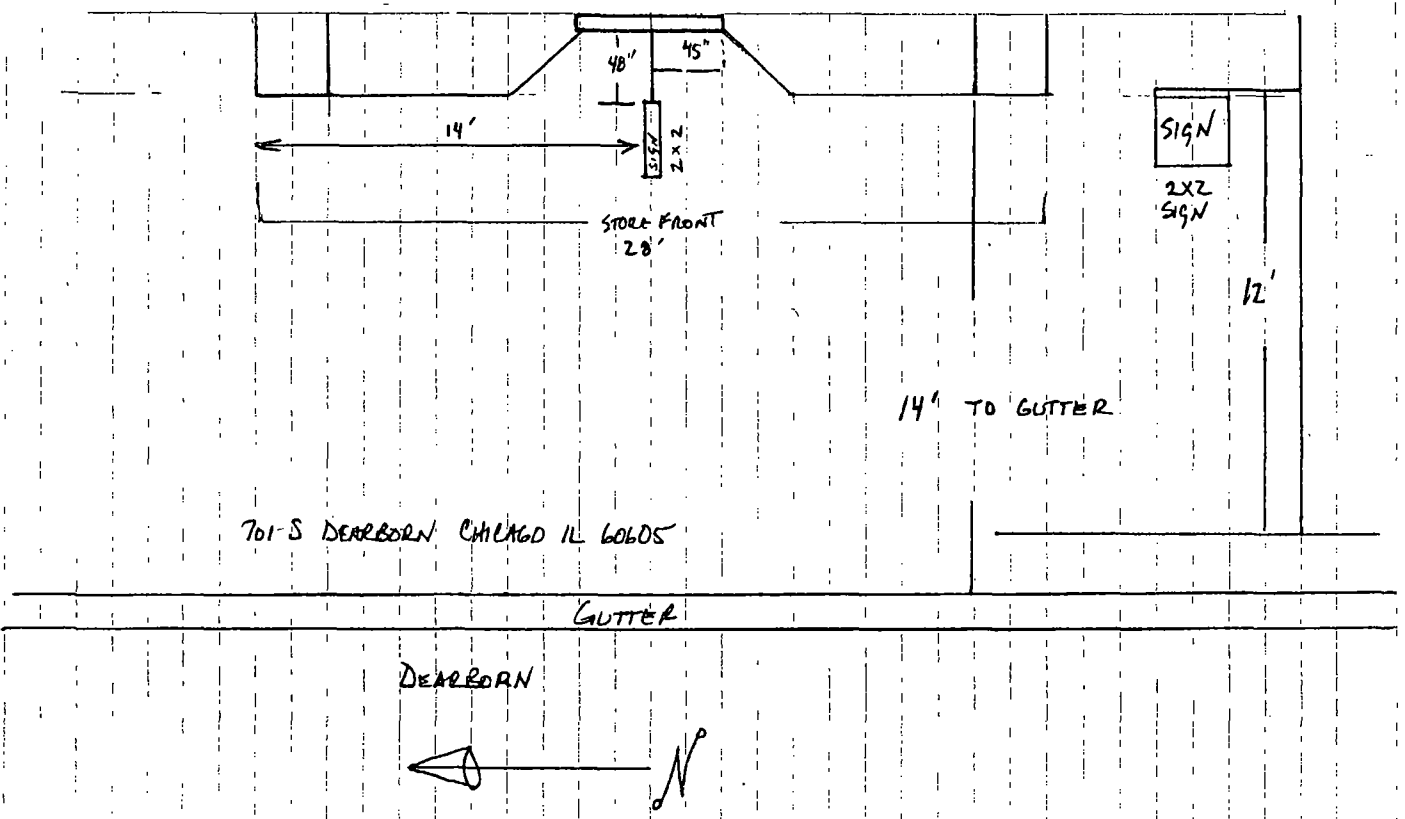 48"
45"
14'
SIGN
2x2
SIGN
2x2
SIGN
STORE FRONT
28'
12'
14' TO GUTTER
701-S DEARBORN CHICAGO IL 60605
GUTTER
DEARBORN
N